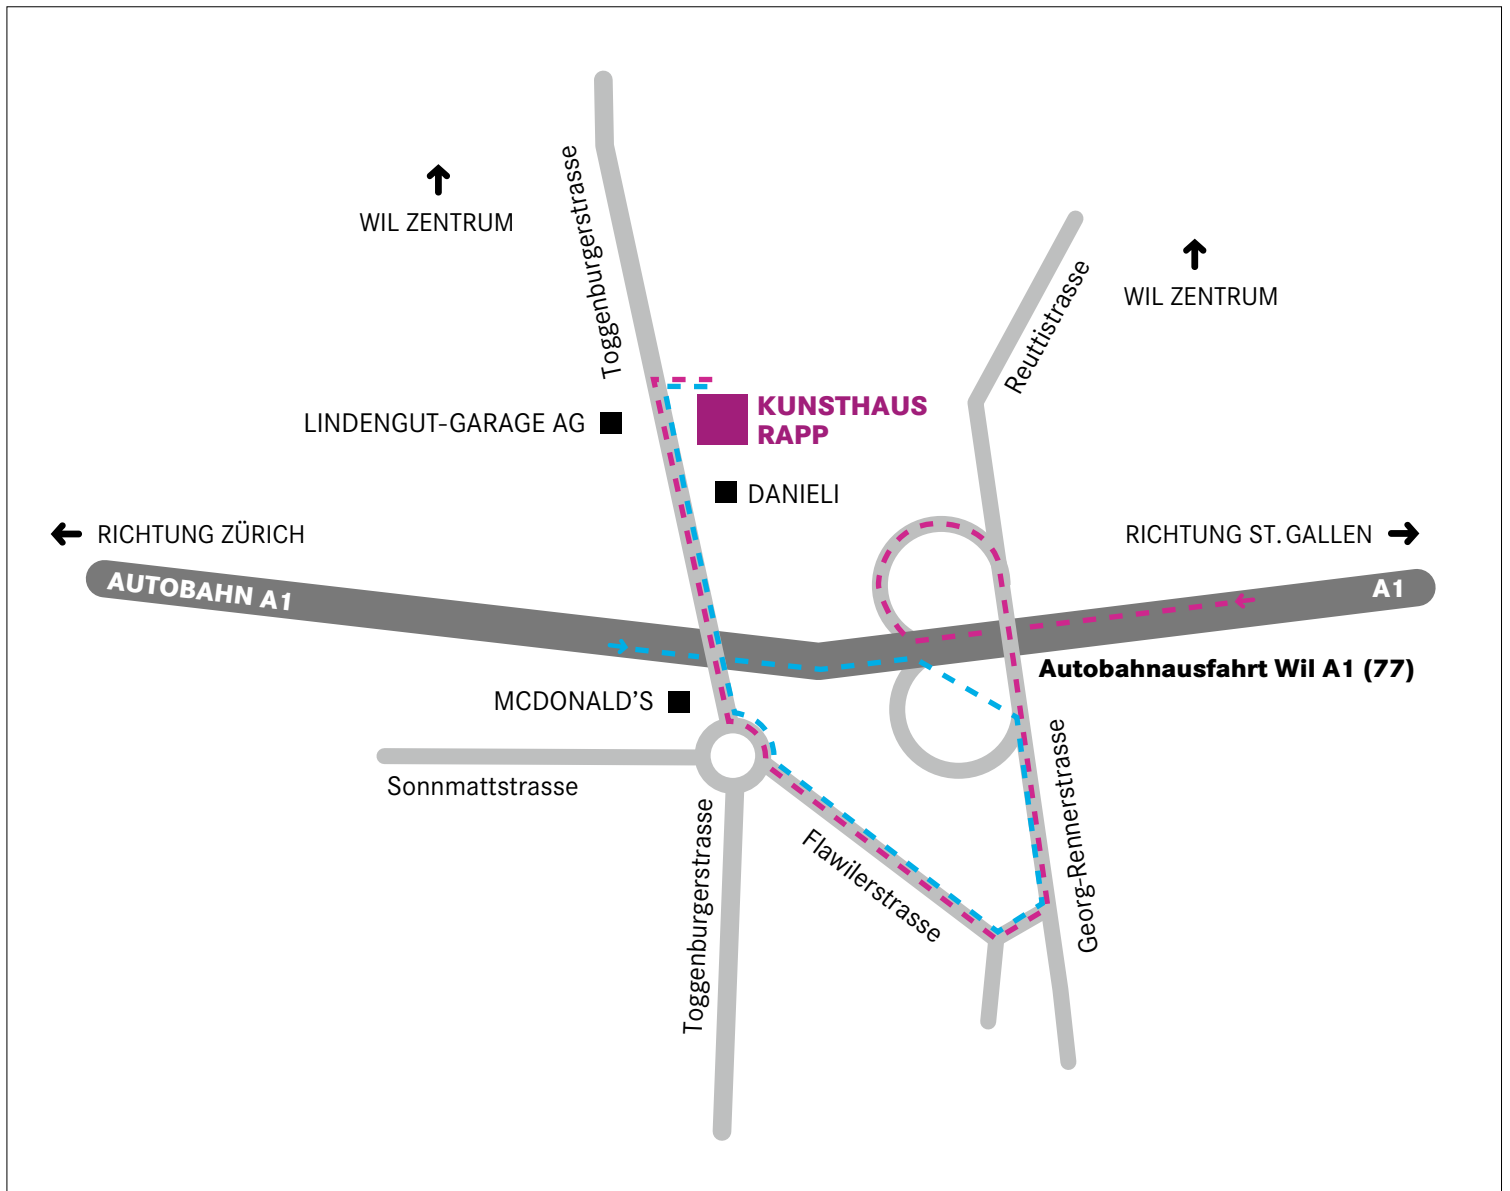 Toggenburgerstrasse
WIL ZENTRUM
Reuttistrasse
WIL ZENTRUM
LINDENGUT-GARAGE AG
KUNSTHAUS
RAPP
DANIELI
RICHTUNG ZÜRICH
RICHTUNG ST. GALLEN
AUTOBAHN A1
A1
Autobahnausfahrt Wil A1 (77)
MCDONALD'S
Sonnmattstrasse
Toggenburgerstrasse
Flawilerstrasse
Georg-Rennerstrasse